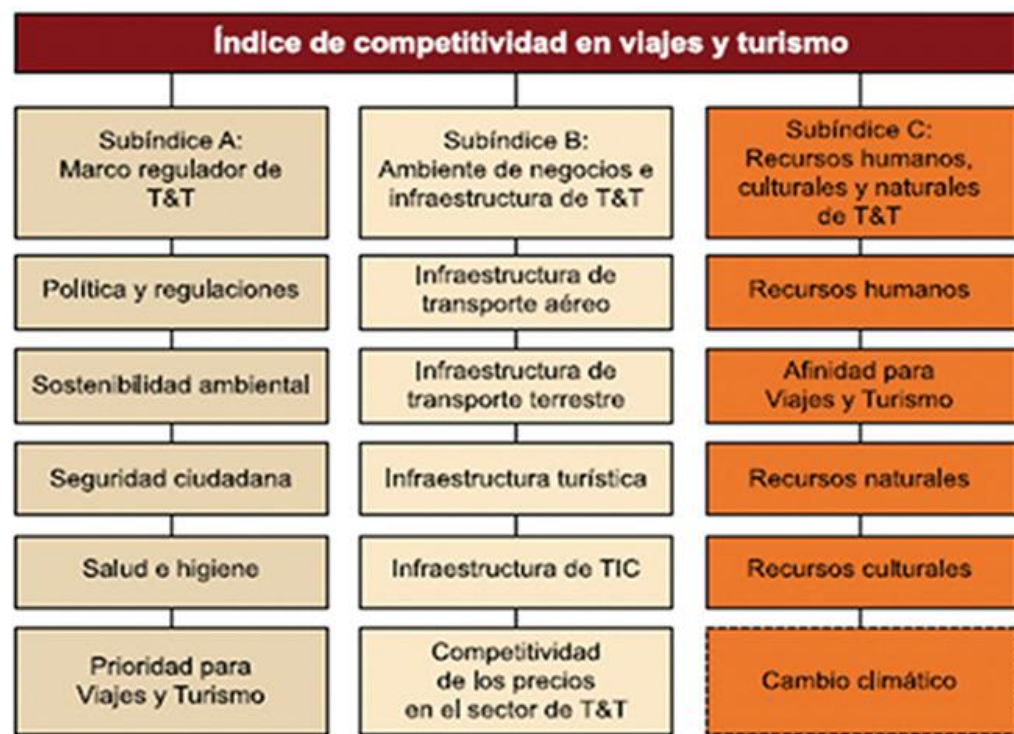 Índice de competitividad en viajes y turismo
Subíndice A:
Marco regulador de
T&T
Política y regulaciones
Sostenibilidad ambiental
Seguridad ciudadana
Salud e higiene
Prioridad para
Viajes y Turismo
Subíndice B:
Ambiente de negocios e
infraestructura de T&T
Infraestructura de
transporte aéreo
Infraestructura de
transporte terrestre
Infraestructura turística
Infraestructura de TIC
Competitividad
de los precios
en el sector de T&T
Subíndice C:
Recursos humanos,
culturales y naturales
de T&T
Recursos humanos
Afinidad para
Viajes y Turismo
Recursos naturales
Recursos culturales
Cambio climático